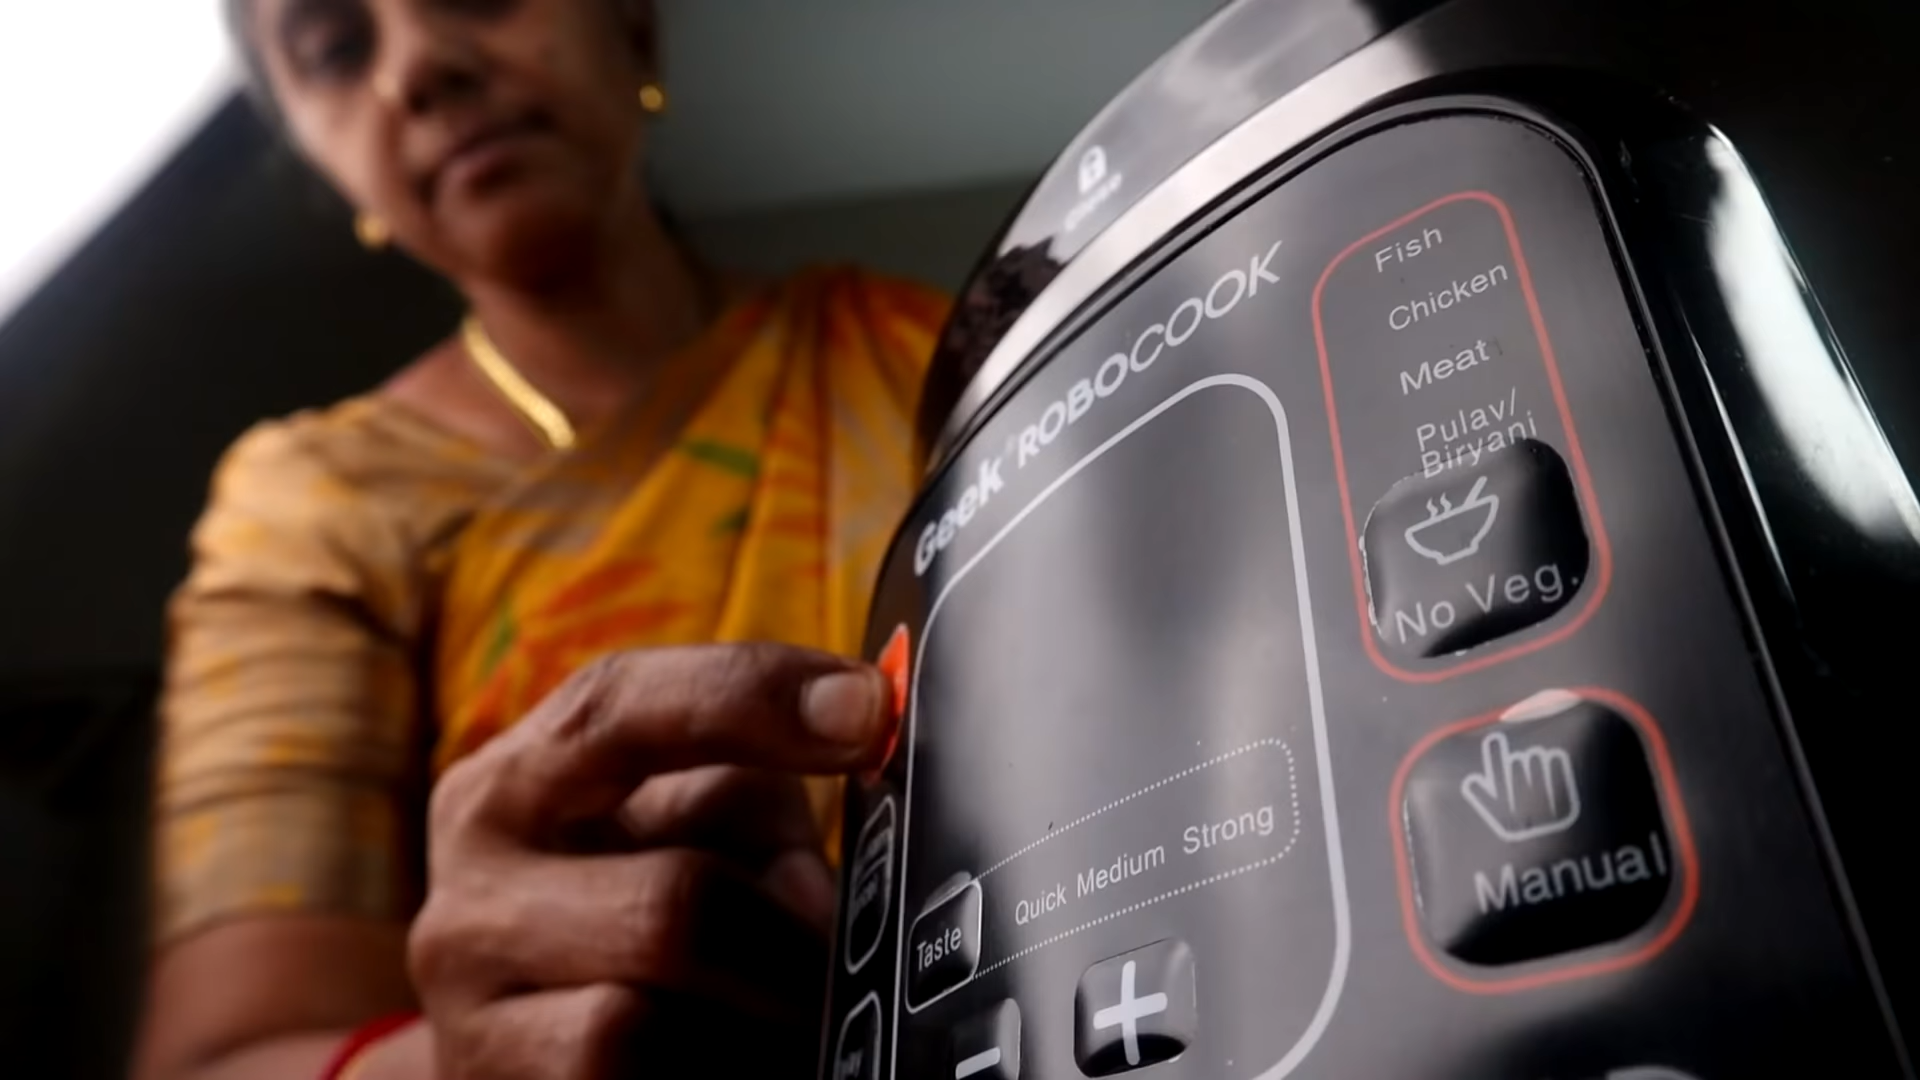 Geek ROBOCOOK
Fish
Chicken
Meat
Pulav/
Biryani
No Veg.
Manual
Quick Medium Strong
Taste
+
-